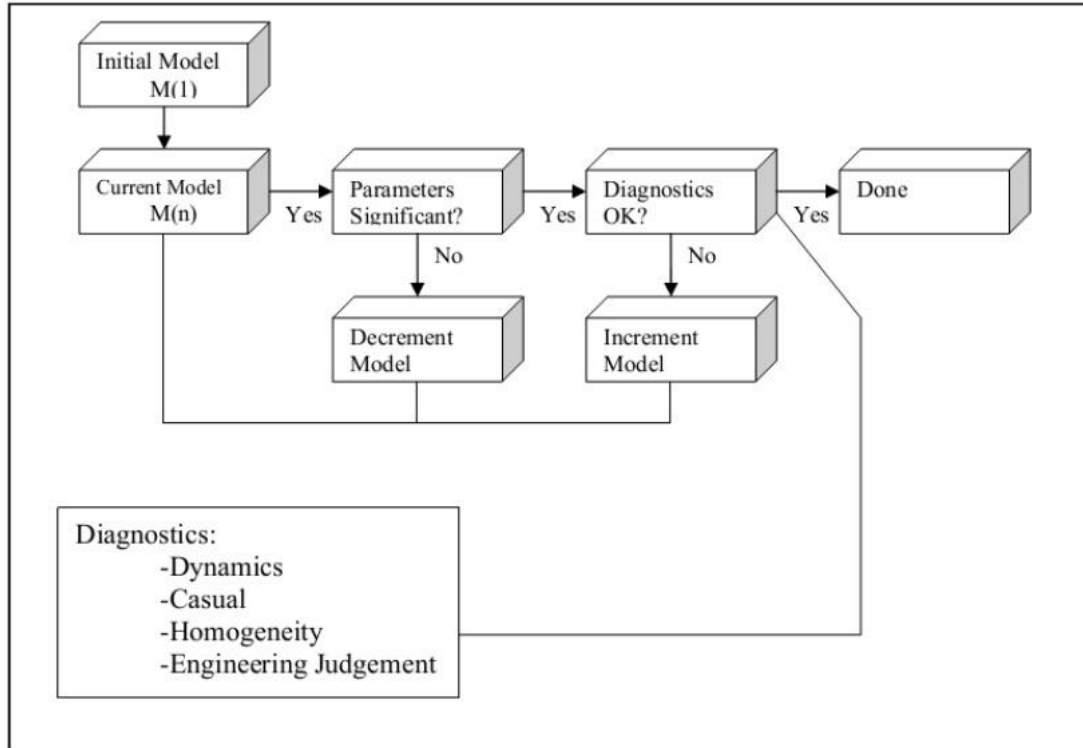 Initial Model
M(1)
Current Model
M(n)
Yes
Parameters
Significant?
Yes
Diagnostics
OK?
Yes
Done
No
No
Decrement
Model
Increment
Model
Diagnostics:
-Dynamics
-Casual
-Homogeneity
-Engineering Judgement